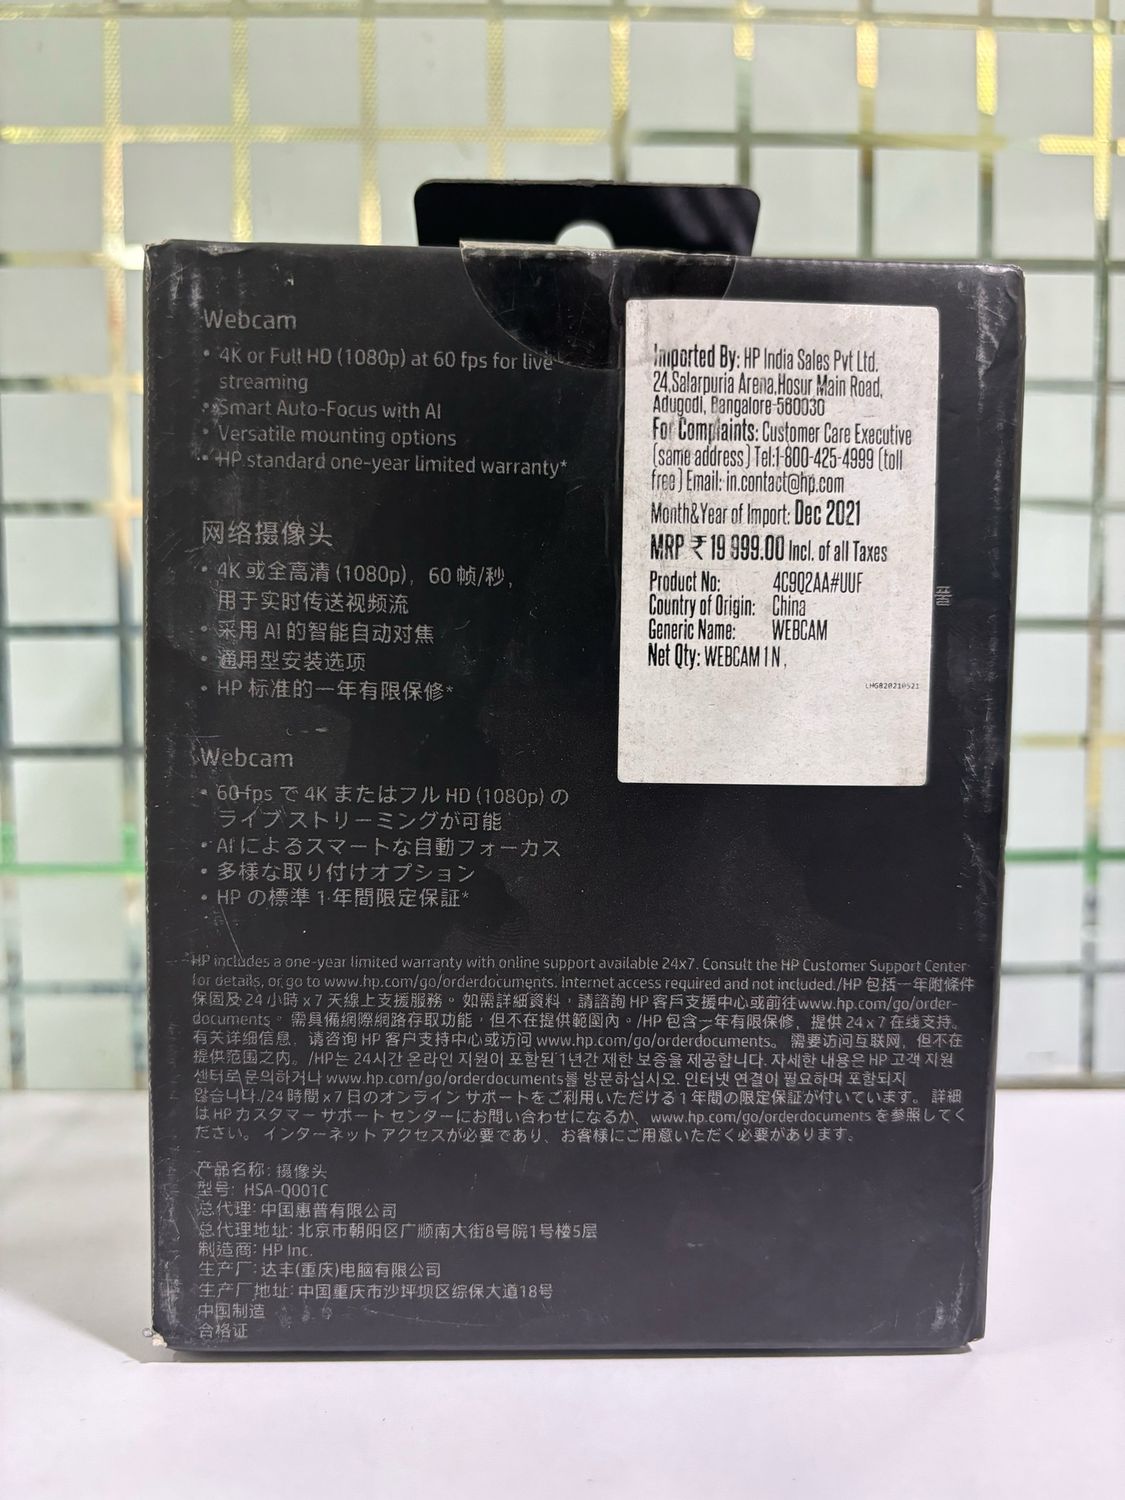 Webcam
• 4K or Full HD (1080p) at 60 fps for live
streaming
• Smart Auto-Focus with AI
• Versatile mounting options
• HP standard one-year limited warranty*
网络摄像头
• 4K 或全高清 (1080p)，60 帧/秒，
用于实时传送视频流
• 采用 AI 的智能自动对焦
• 通用型安装选项
• HP 标准的一年有限保修*
Webcam
• 60 fps で 4K またはフル HD (1080p) の
ライブ ストリーミングが可能
• AI によるスマートな自動フォーカス
• 多様な取り付けオプション
• HP の標準 1 年間限定保証*
Imported By: HP India Sales Pvt Ltd.
24,Salarpuria Arena,Hosur Main Road,
Adugodi, Bangalore-560030
For Complaints: Customer Care Executive
(same address) Tel:1-800-425-4999 (toll
free) Email: in.contact@hp.com
Month&Year of Import: Dec 2021
MRP ₹ 19 999.00 Incl. of all Taxes
Product No: 4C9Q2AA#UUF
Country of Origin: China
Generic Name: WEBCAM
Net Qty: WEBCAM 1 N ,
LHG820210521
HP includes a one-year limited warranty with online support available 24x7. Consult the HP Customer Support Center
for details, or go to www.hp.com/go/orderdocuments. Internet access required and not included./HP 包括一年附條件
保固及 24 小時 x 7 天線上支援服務。如需詳細資料，請諮詢 HP 客戶支援中心或前往www.hp.com/go/order-
documents。 需具備網際網路存取功能，但不在提供範圍內。/HP 包含一年有限保修，提供 24 x 7 在线支持。
有关详细信息，请咨询 HP 客户支持中心或访问 www.hp.com/go/orderdocuments。 需要访问互联网，但不在
提供范围之内。/HP는 24시간 온라인 지원이 포함된 1년간 제한 보증을 제공합니다. 자세한 내용은 HP 고객 지원
센터로 문의하거나 www.hp.com/go/orderdocuments를 방문하십시오. 인터넷 연결이 필요하며 포함되지
않습니다./24 時間 x 7 日のオンライン サポートをご利用いただける 1 年間の限定保証が付いています。 詳細
は HP カスタマー サポート センターにお問い合わせになるか、www.hp.com/go/orderdocuments を参照してく
ださい。 インターネット アクセスが必要であり、お客様にご用意いただく必要があります。
产品名称: 摄像头
型号: HSA-Q001C
总代理: 中国惠普有限公司
总代理地址: 北京市朝阳区广顺南大街8号院1号楼5层
制造商: HP Inc.
生产厂: 达丰(重庆)电脑有限公司
生产厂地址: 中国重庆市沙坪坝区综保大道18号
中国制造
合格证